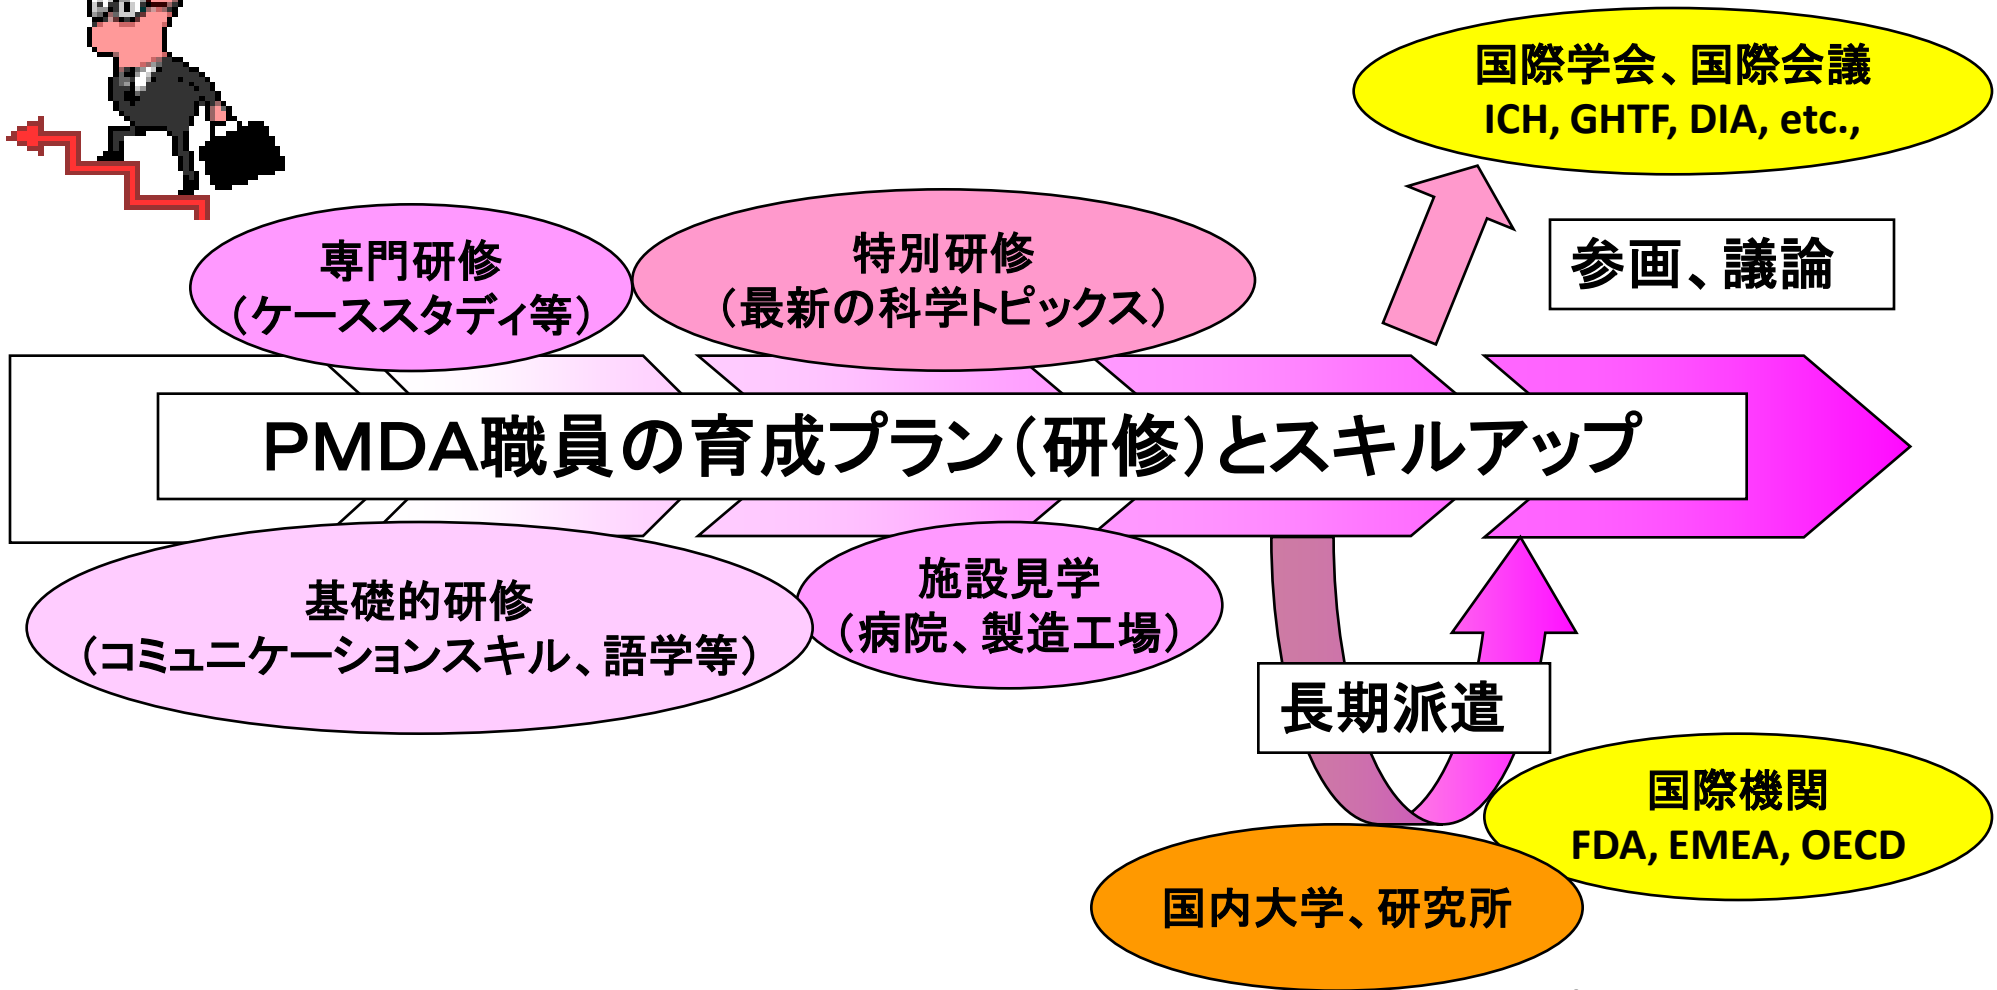 国際学会、国際会議
ICH, GHTF, DIA, etc.,
参画、議論
専門研修
（ケーススタディ等）
特別研修
（最新の科学トピックス）
ＰＭＤＡ職員の育成プラン（研修）とスキルアップ
基礎的研修
（コミュニケーションスキル、語学等）
施設見学
（病院、製造工場）
長期派遣
国際機関
FDA, EMEA, OECD
国内大学、研究所